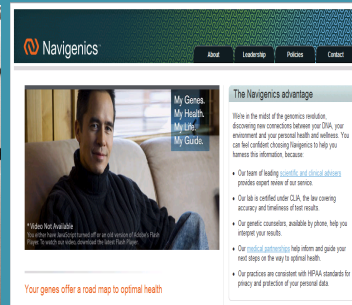 Navigenics
About Leadership Policies Contact
My Genes.
My Health.
My Life.
My Guide.
* Video Not Available
You either have JavaScript turned off or an old version of Adobe's Flash
Player. To watch our video, download the latest Flash Player.
Your genes offer a road map to optimal health
The Navigenics advantage
We're in the midst of the genomics revolution,
discovering new connections between your DNA, your
environment and your personal health and wellness. You
can feel confident choosing Navigenics to help you
harness this information, because:
Our team of leading scientific and clinical advisers
provides expert review of our service.
Our lab is certified under CLIA, the law covering
accuracy and timeliness of test results.
Our genetic counselors, available by phone, help you
interpret your results.
Our medical partnerships help inform and guide your
next steps on the way to optimal health.
Our practices are consistent with HIPAA standards for
privacy and protection of your personal data.